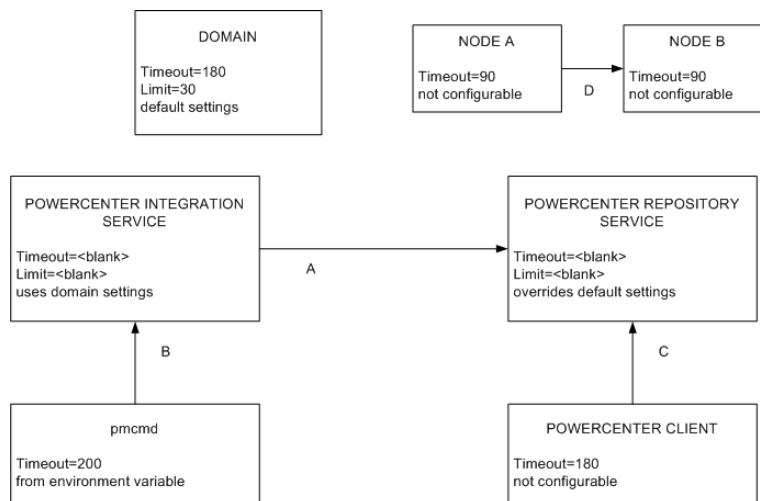 DOMAIN
Timeout=180
Limit=30
default settings
NODE A
Timeout=90
not configurable
D
NODE B
Timeout=90
not configurable
POWERCENTER INTEGRATION
SERVICE
Timeout=<blank>
Limit=<blank>
uses domain settings
A
POWERCENTER REPOSITORY
SERVICE
Timeout=<blank>
Limit=<blank>
overrides default settings
B
C
pmcmd
Timeout=200
from environment variable
POWERCENTER CLIENT
Timeout=180
not configurable